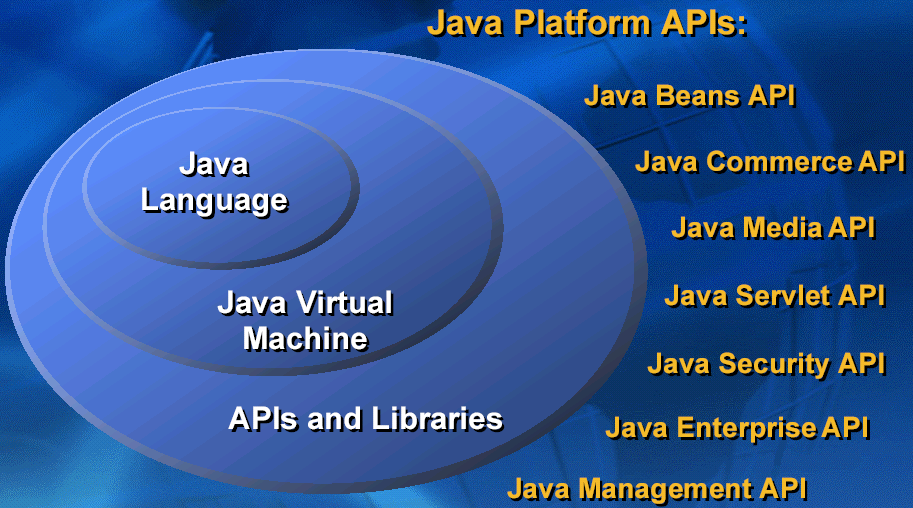 Java Platform APIs:
Java Beans API
Java Commerce API
Java Media API
Java Servlet API
Java Security API
Java Enterprise API
Java Management API
Java
Language
Java Virtual
Machine
APIs and Libraries